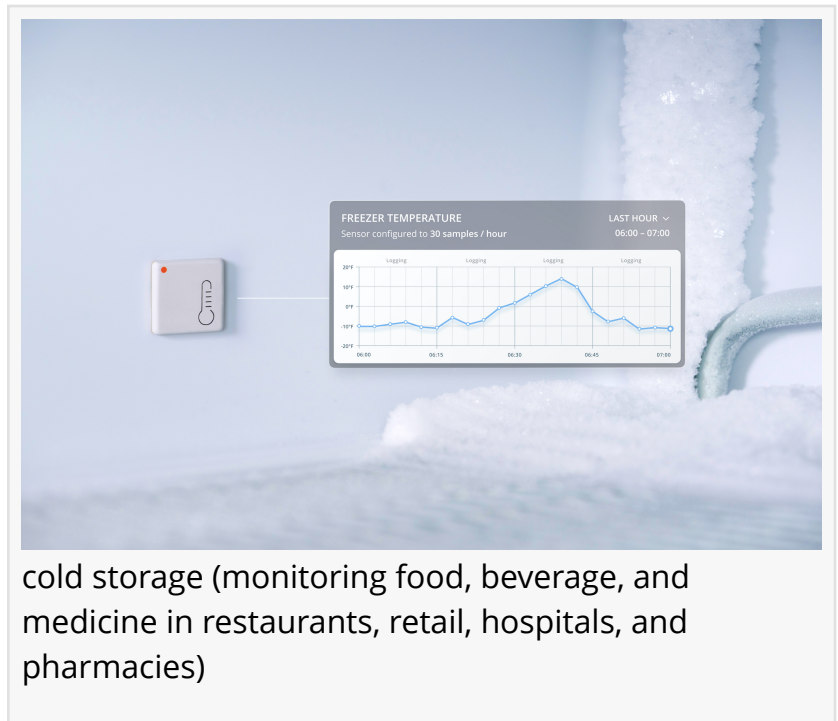 FREEZER TEMPERATURE
LAST HOUR
Sensor configured to 30 samples / hour
06:00 – 07:00
Logging Logging Logging Logging
20°F
10°F
0°F
-10°F
-20°F
06:00 06:15 06:30 06:45 07:00
cold storage (monitoring food, beverage, and
medicine in restaurants, retail, hospitals, and
pharmacies)